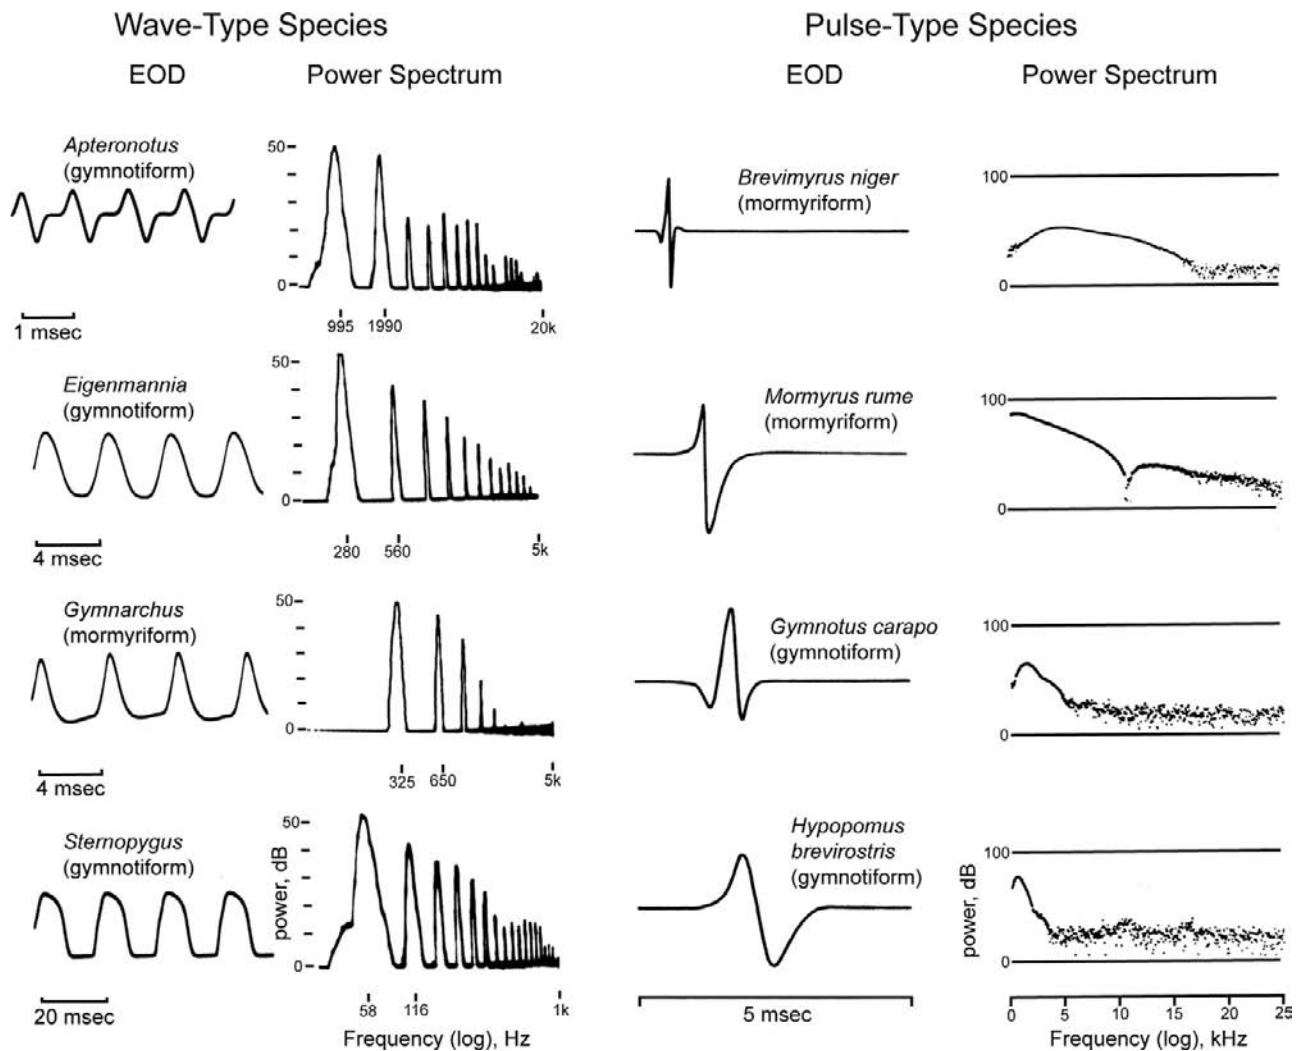 Wave-Type Species
Pulse-Type Species
EOD
Power Spectrum
EOD
Power Spectrum
Apteronotus
(gymnotiform)
50
0
995
1990
20k
1 msec
Brevimyrus niger
(mormyriform)
100
0
Eigenmannia
(gymnotiform)
50
0
280
560
5k
4 msec
Mormyrus rume
(mormyriform)
100
0
Gymnarchus
(mormyriform)
50
0
325
650
5k
4 msec
Gymnotus carapo
(gymnotiform)
100
0
Sternopygus
(gymnotiform)
50
0
power, dB
58
116
1k
20 msec
Frequency (log), Hz
Hypopomus
brevirostris
(gymnotiform)
5 msec
100
0
power, dB
0 5 10 15 20 25
Frequency (log), kHz